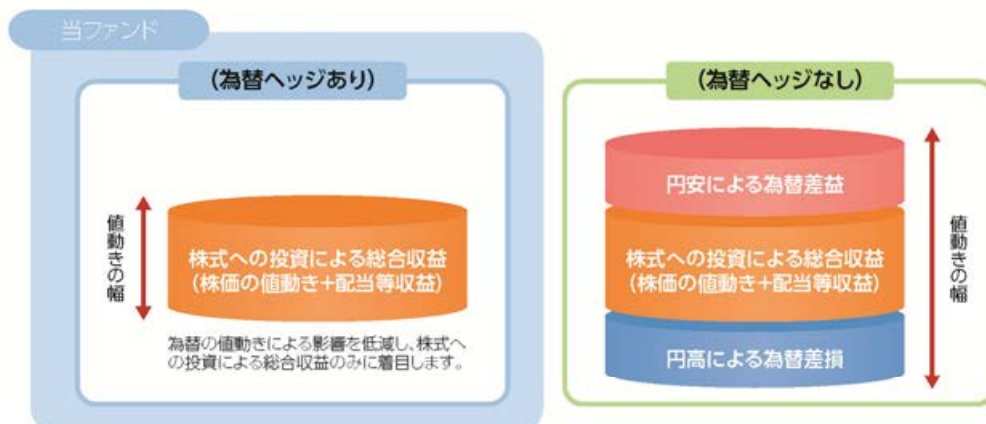 当ファンド
(為替ヘッジあり)
値動きの幅
株式への投資による総合収益
(株価の値動き+配当等収益)
為替の値動きによる影響を低減し、株式へ
の投資による総合収益のみに着目します。
(為替ヘッジなし)
円安による為替差益
株式への投資による総合収益
(株価の値動き+配当等収益)
円高による為替差損
値動きの幅